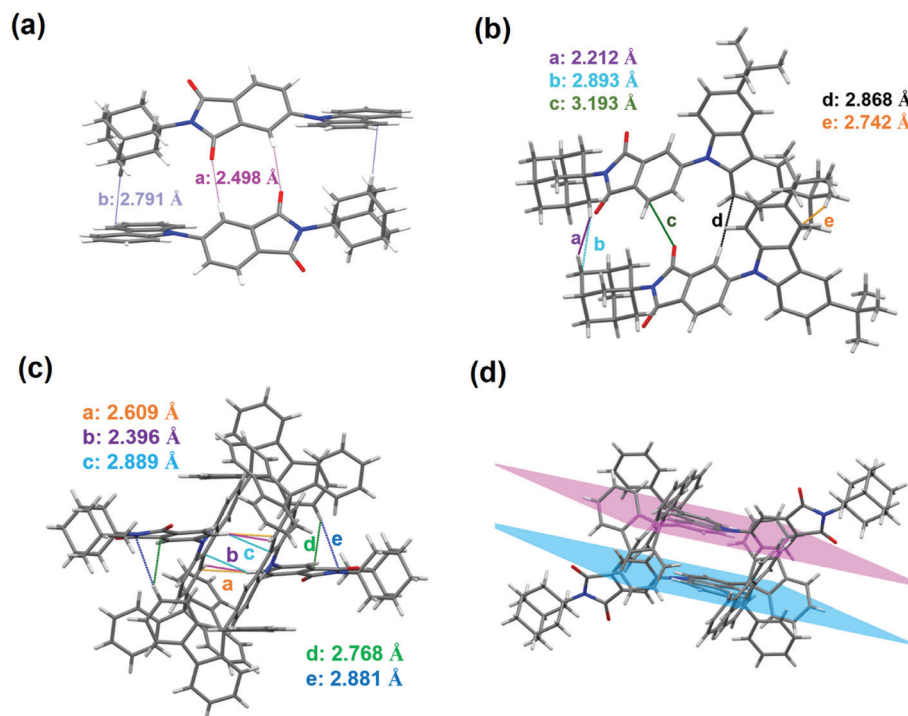 (a)
a: 2.498 Å
b: 2.791 Å
(b)
a: 2.212 Å
b: 2.893 Å
c: 3.193 Å
d: 2.868 Å
e: 2.742 Å
a
b
c
d
e
(c)
a: 2.609 Å
b: 2.396 Å
c: 2.889 Å
b
c
d
e
a
d: 2.768 Å
e: 2.881 Å
(d)